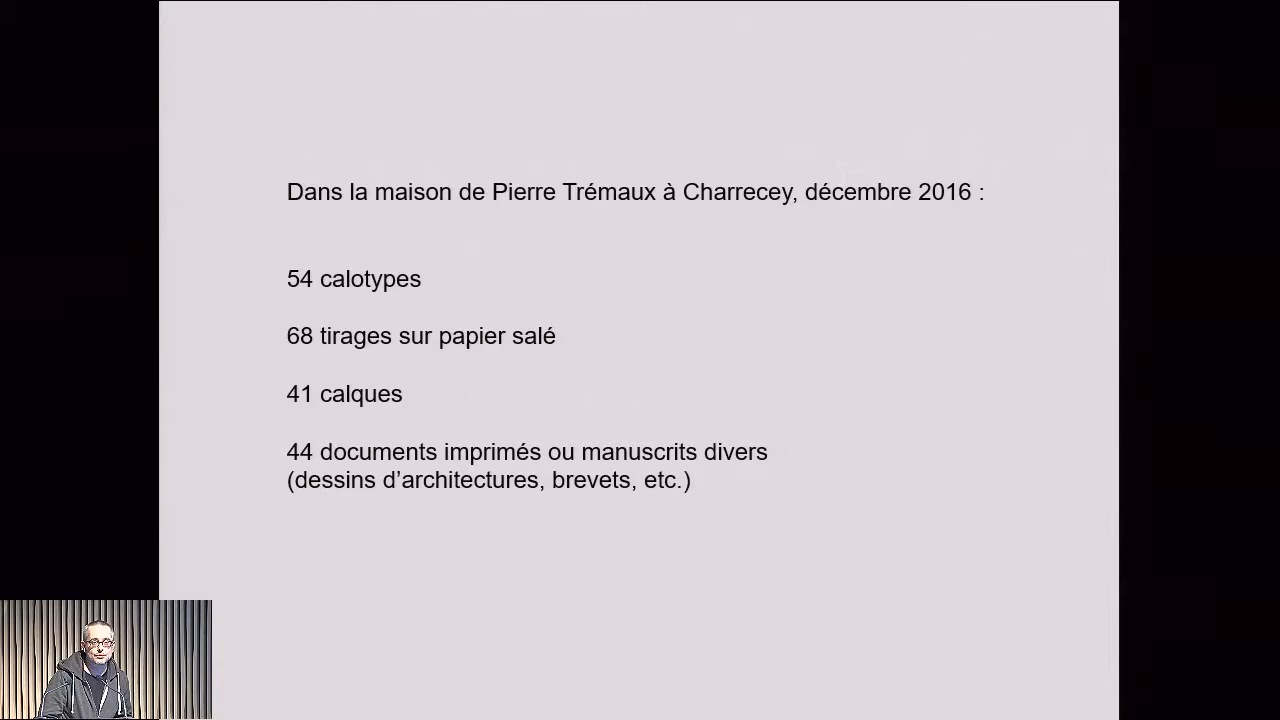 Dans la maison de Pierre Trémaux à Charrecey, décembre 2016 :
54 calotypes
68 tirages sur papier salé
41 calques
44 documents imprimés ou manuscrits divers
(dessins d’architectures, brevets, etc.)